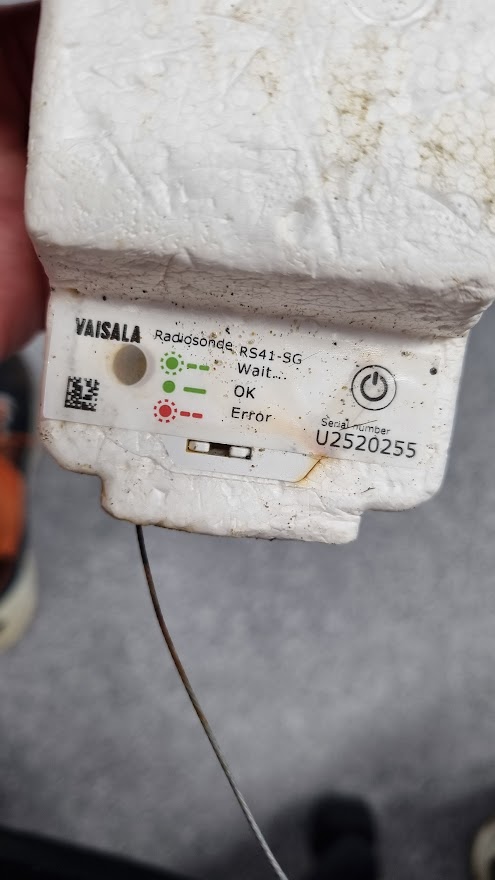 VAISALA
Radiosonde RS41-SG
Wait...
OK
Error
Serial number
U2520255